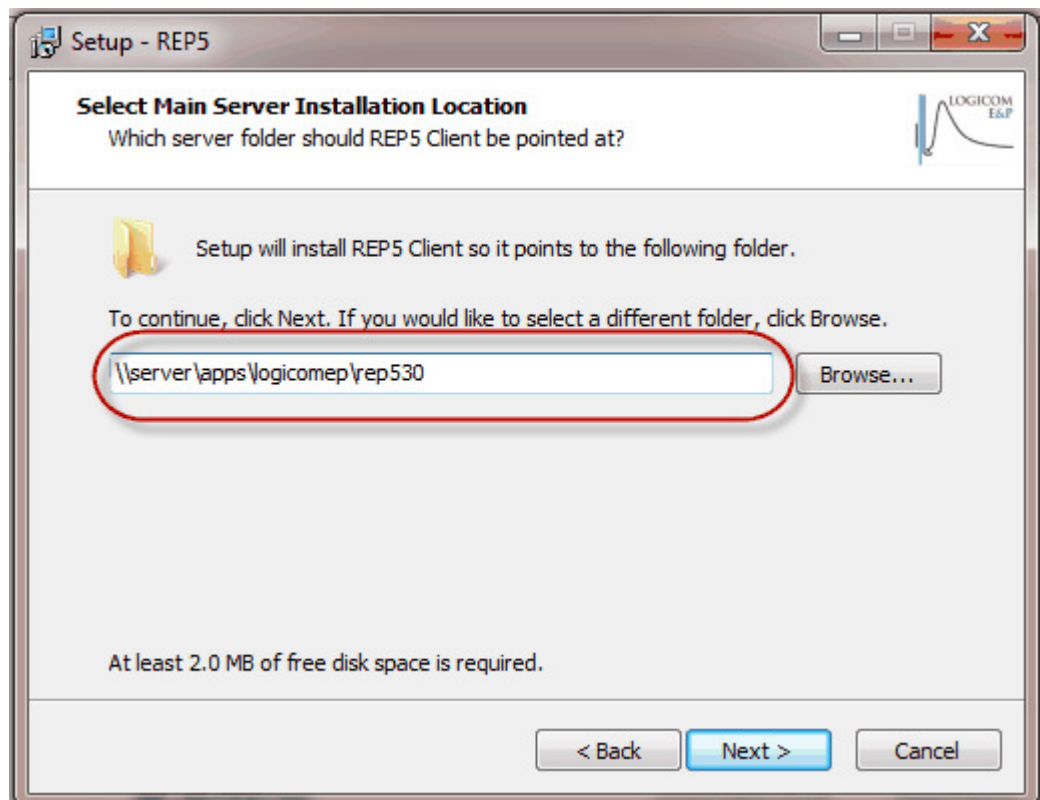 Setup - REP5
Select Main Server Installation Location
Which server folder should REP5 Client be pointed at?
LOGICOM
E&P
Setup will install REP5 Client so it points to the following folder.
To continue, click Next. If you would like to select a different folder, click Browse.
\\server\apps\logicomep\rep530
Browse...
At least 2.0 MB of free disk space is required.
< Back
Next >
Cancel